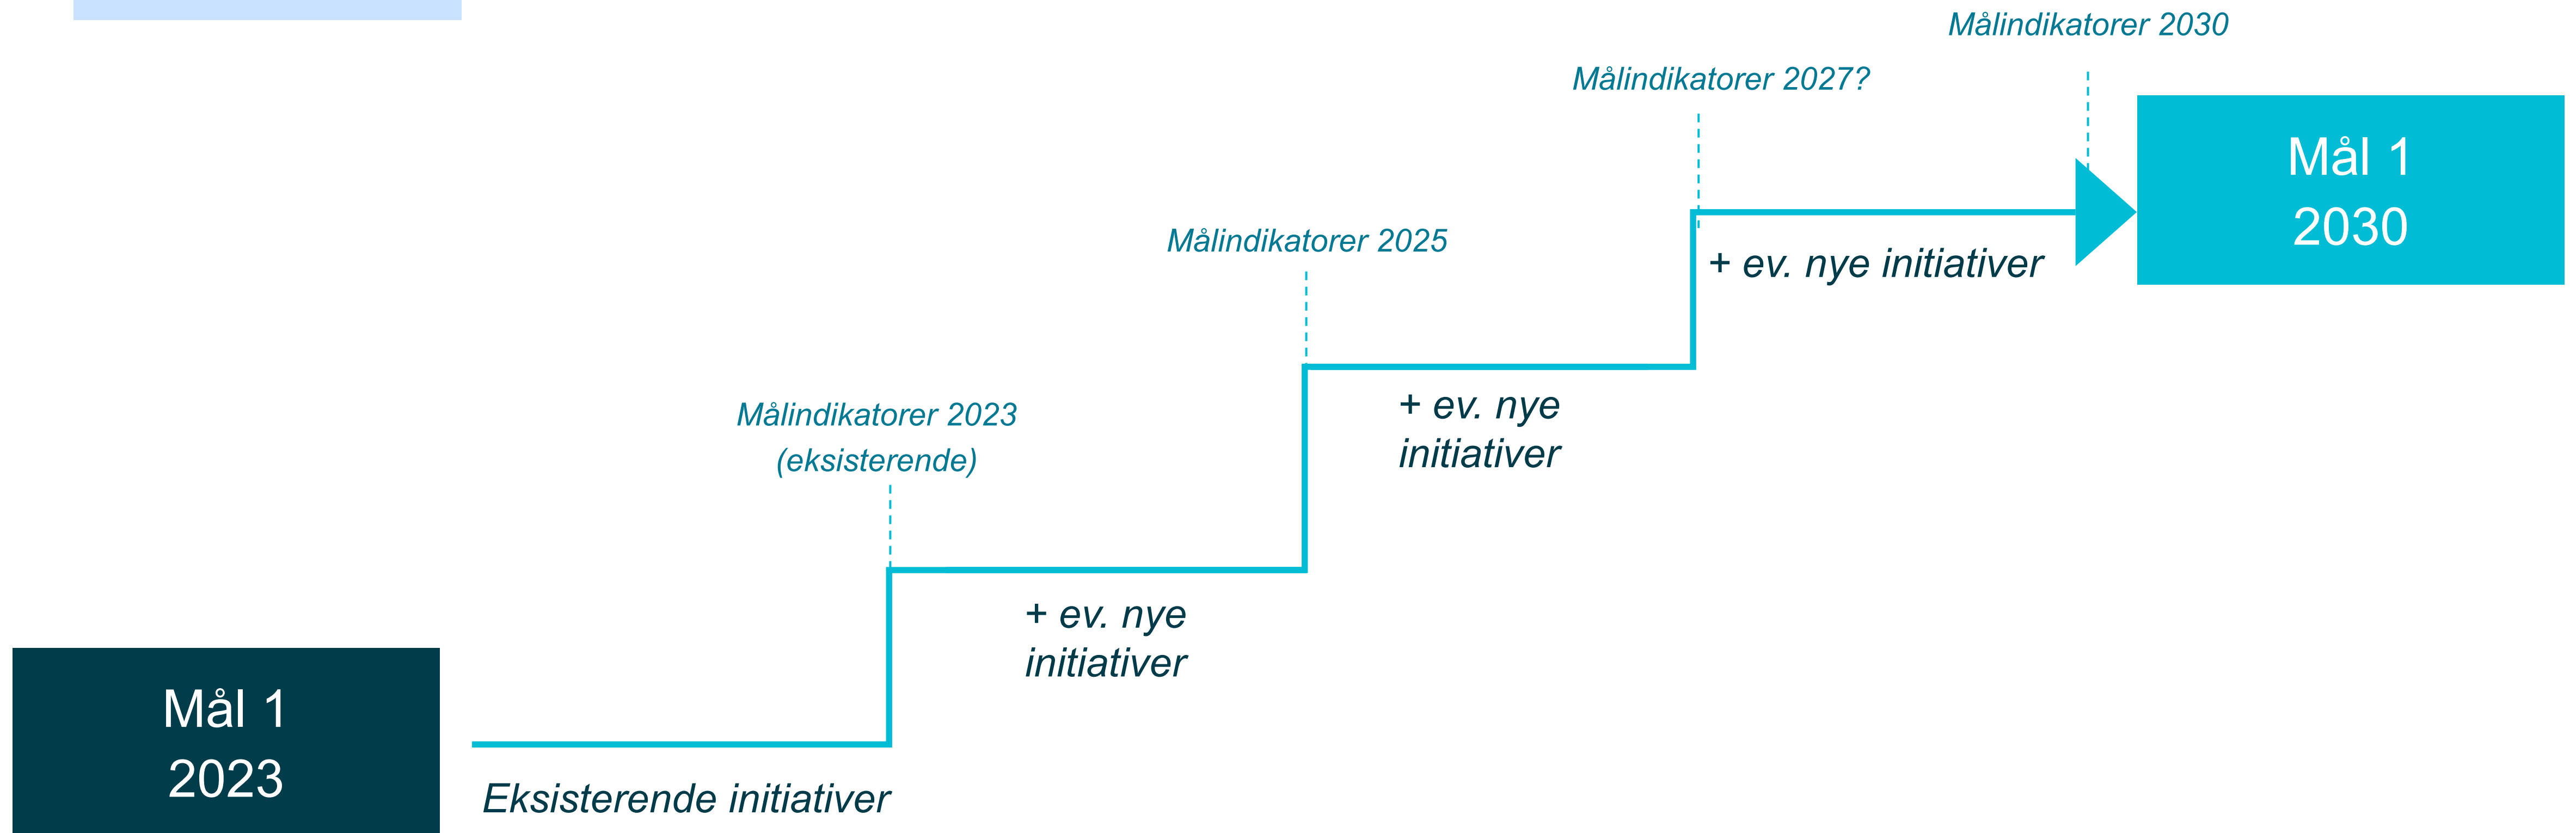 Målindikatorer 2030
Målindikatorer 2027?
Mål 1
2030
Målindikatorer 2025
+ ev. nye initiativer
Målindikatorer 2023
(eksisterende)
+ ev. nye
initiativer
+ ev. nye
initiativer
Mål 1
2023
Eksisterende initiativer